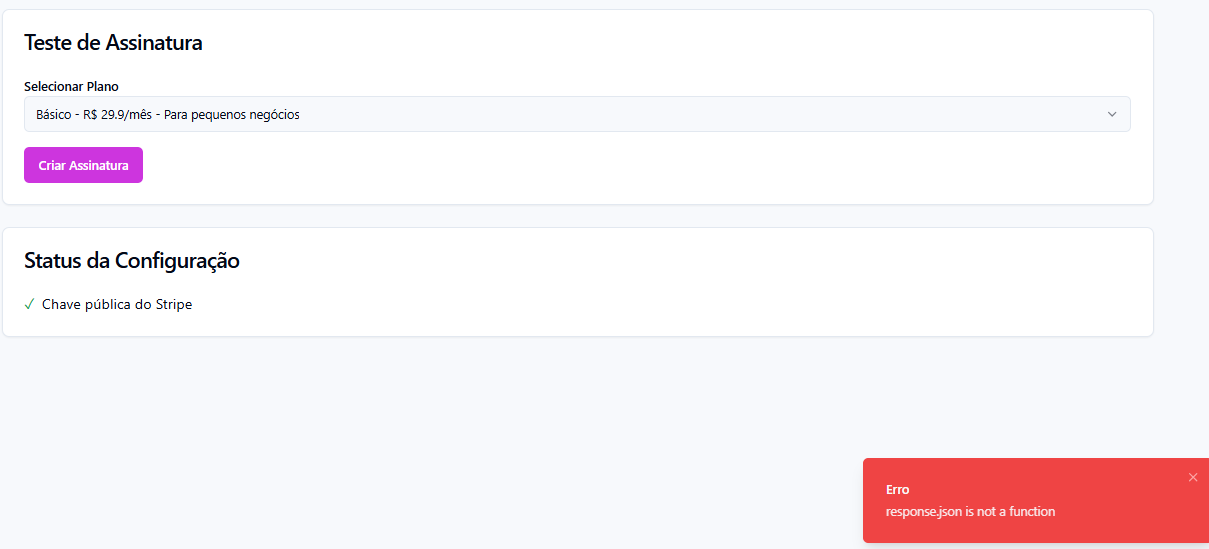 Teste de Assinatura
Selecionar Plano
Básico - R$ 29.9/mês - Para pequenos negócios
Criar Assinatura
Status da Configuração
✓ Chave pública do Stripe
Erro
response.json is not a function